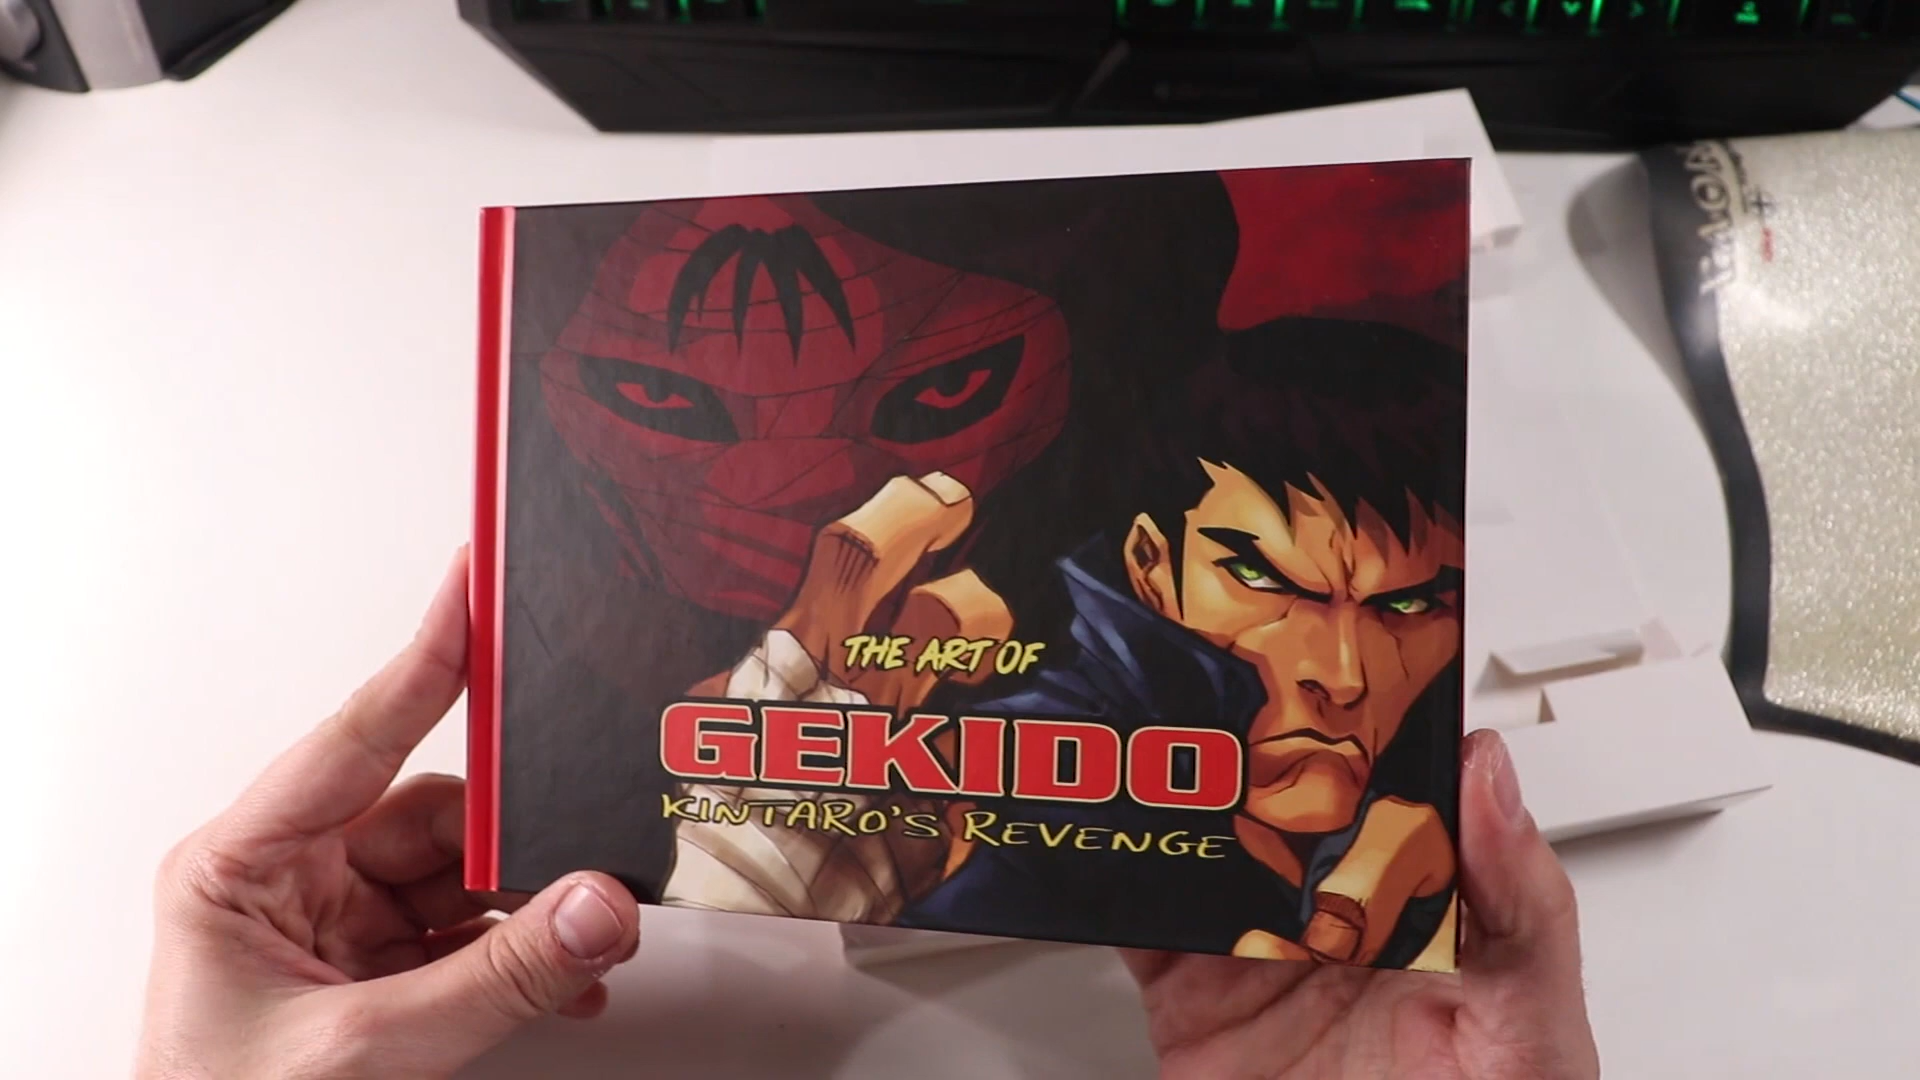 THE ART OF
GEKIDO
KINTARO'S REVENGE